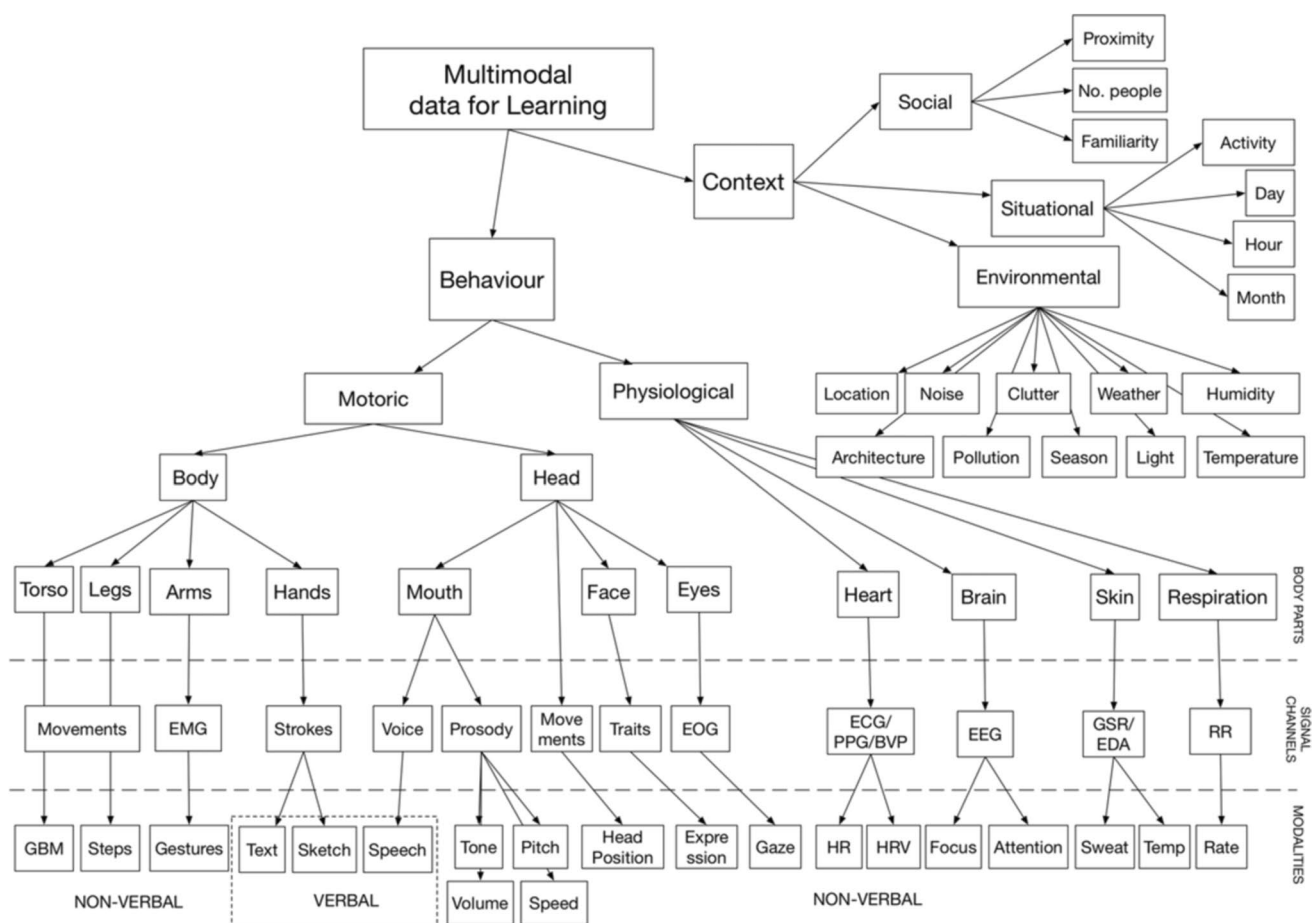 Multimodal
data for Learning
Proximity
No. people
Familiarity
Social
Context
Situational
Activity
Day
Hour
Month
Behaviour
Environmental
Motoric
Physiological
Location
Noise
Clutter
Weather
Humidity
Architecture
Pollution
Season
Light
Temperature
Body
Head
Torso
Legs
Arms
Hands
Mouth
Face
Eyes
Heart
Brain
Skin
Respiration
BODY PARTS
Movements
EMG
Strokes
Voice
Prosody
Move
ments
Traits
EOG
ECG/
PPG/BVP
EEG
GSR/
EDA
RR
SIGNAL
CHANNELS
GBM
Steps
Gestures
Text
Sketch
Speech
Tone
Pitch
Head
Position
Expre
ssion
Gaze
HR
HRV
Focus
Attention
Sweat
Temp
Rate
MODALITIES
NON-VERBAL
VERBAL
Volume
Speed
NON-VERBAL